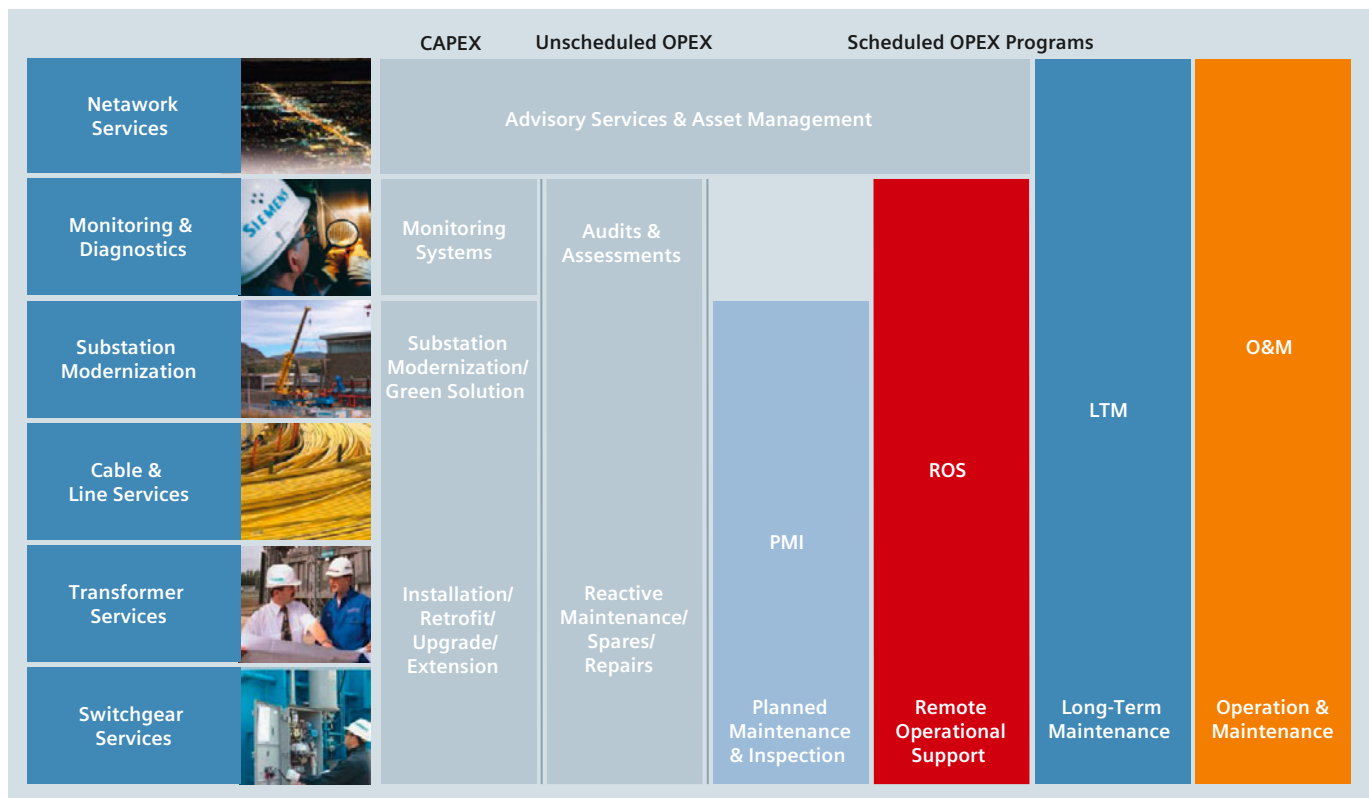 CAPEX
Unscheduled OPEX
Scheduled OPEX Programs
Netawork
Services
Advisory Services & Asset Management
Monitoring &
Diagnostics
SIEMENS
Monitoring
Systems
Audits &
Assessments
Substation
Modernization
Substation
Modernization/
Green Solution
O&M
LTM
Cable &
Line Services
ROS
PMI
Transformer
Services
Installation/
Retrofit/
Upgrade/
Extension
Reactive
Maintenance/
Spares/
Repairs
Switchgear
Services
Planned
Maintenance
& Inspection
Remote
Operational
Support
Long-Term
Maintenance
Operation &
Maintenance